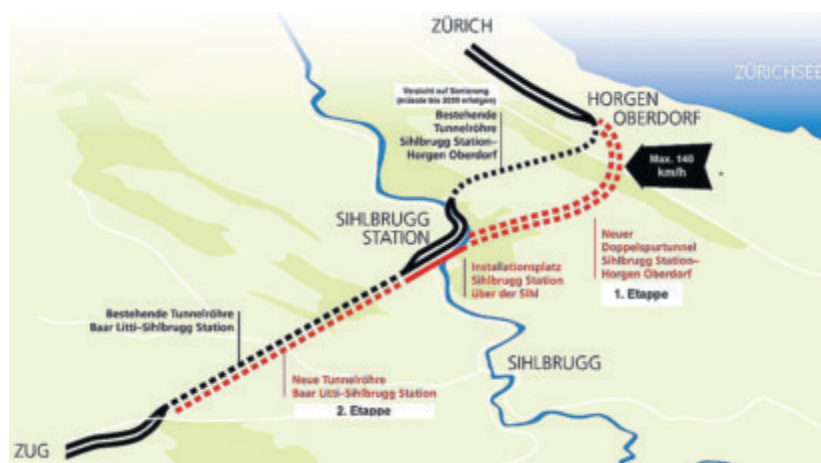 ZÜRICH
ZÜRICHSEE
Verzicht auf Sanierung
(müsste bis 2009 erfolgen)
HORGEN
OBERDORF
Bestehende
Tunnelröhre
Sihlbrugg Station–
Horgen Oberdorf
Max. 140
km/h
SIHLBRUGG
STATION
Neuer
Doppelspurtunnel
Sihlbrugg Station–
Horgen Oberdorf
1. Etappe
Installationsplatz
Sihlbrugg Station
über der Sihl
Bestehende Tunnelröhre
Baar Litti–Sihlbrugg Station
SIHLBRUGG
Neue Tunnelröhre
Baar Litti–Sihlbrugg Station
2. Etappe
ZUG